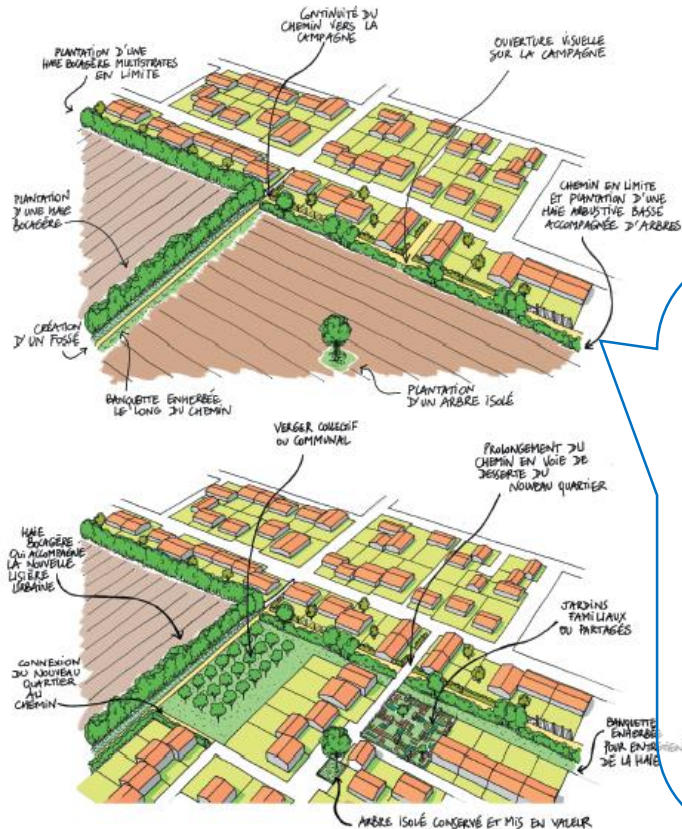 CONTINUITÉ DU
CHEMIN VERS LA
CAMPAGNE
PLANTATION D'UNE
HAIE BOCAGÈRE MULTISTRATES
EN LIMITE
OUVERTURE VISUELLE
SUR LA CAMPAGNE
PLANTATION
D'UNE HAIE
BOCAGÈRE
CHEMIN EN LIMITE
ET PLANTATION D'UNE
HAIE ARBUSTIVE BASSE
ACCOMPAGNÉE D'ARBRES
CRÉATION
D'UN FOSSÉ
BANQUETTE ENHERBÉE
LE LONG DU CHEMIN
PLANTATION
D'UN ARBRE ISOLÉ
VERGER COLLECTIF
OU COMMUNAL
PROLONGEMENT DU
CHEMIN EN VOIE DE
DESSERTE DU
NOUVEAU QUARTIER
HAIE
BOCAGÈRE
QUI ACCOMPAGNE
LA NOUVELLE
LISIÈRE
URBAINE
JARDINS
FAMILIAUX
OU PARTAGÉS
CONNEXION
DU NOUVEAU
QUARTIER
AU
CHEMIN
BANQUETTE
ENHERBÉE
POUR ENTRETIEN
DE LA HAIE
ARBRE ISOLÉ CONSERVÉ ET MIS EN VALEUR